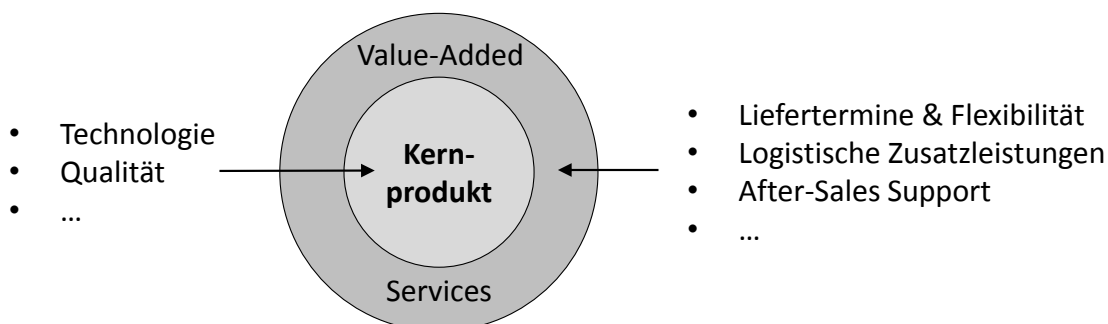 Value-Added
• Technologie
• Qualität
• ...
Kern-
produkt
• Liefertermine & Flexibilität
• Logistische Zusatzleistungen
• After-Sales Support
• ...
Services